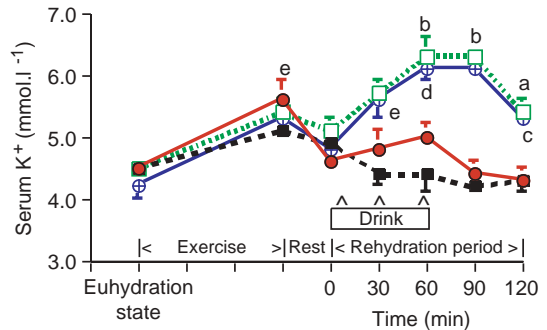 Serum K+ (mmol.l -1)
7.0
6.0
5.0
4.0
3.0
e
b
b
a
e
d
c
^ ^ ^
Drink
< Exercise > Rest < Rehydration period >
Euhydration
state
0 30 60 90 120
Time (min)